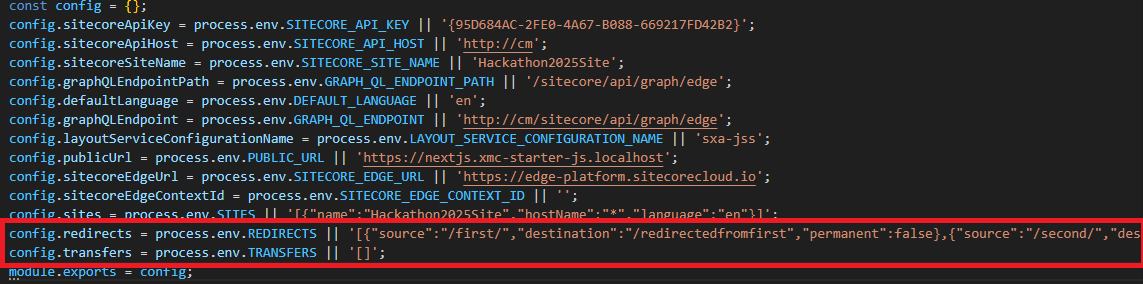 const config = {};
config.sitecoreApiKey = process.env.SITECORE_API_KEY || '{95D684AC-2FE0-4A67-B088-669217FD42B2}';
config.sitecoreApiHost = process.env.SITECORE_API_HOST || 'http://cm';
config.sitecoreSiteName = process.env.SITECORE_SITE_NAME || 'Hackathon2025Site';
config.graphQLEndpointPath = process.env.GRAPH_QL_ENDPOINT_PATH || '/sitecore/api/graph/edge';
config.defaultLanguage = process.env.DEFAULT_LANGUAGE || 'en';
config.graphQLEndpoint = process.env.GRAPH_QL_ENDPOINT || 'http://cm/sitecore/api/graph/edge';
config.layoutServiceConfigurationName = process.env.LAYOUT_SERVICE_CONFIGURATION_NAME || 'sxa-jss';
config.publicUrl = process.env.PUBLIC_URL || 'https://nextjs.xmc-starter-js.localhost';
config.sitecoreEdgeUrl = process.env.SITECORE_EDGE_URL || 'https://edge-platform.sitecorecloud.io';
config.sitecoreEdgeContextId = process.env.SITECORE_EDGE_CONTEXT_ID || '';
config.sites = process.env.SITES || '[{"name":"Hackathon2025Site","hostName":"*","language":"en"}]';
config.redirects = process.env.REDIRECTS || '[{"source":"/first/","destination":"/redirectedfromfirst","permanent":false},{"source":"/second/","des
config.transfers = process.env.TRANSFERS || '[]';
module.exports = config;